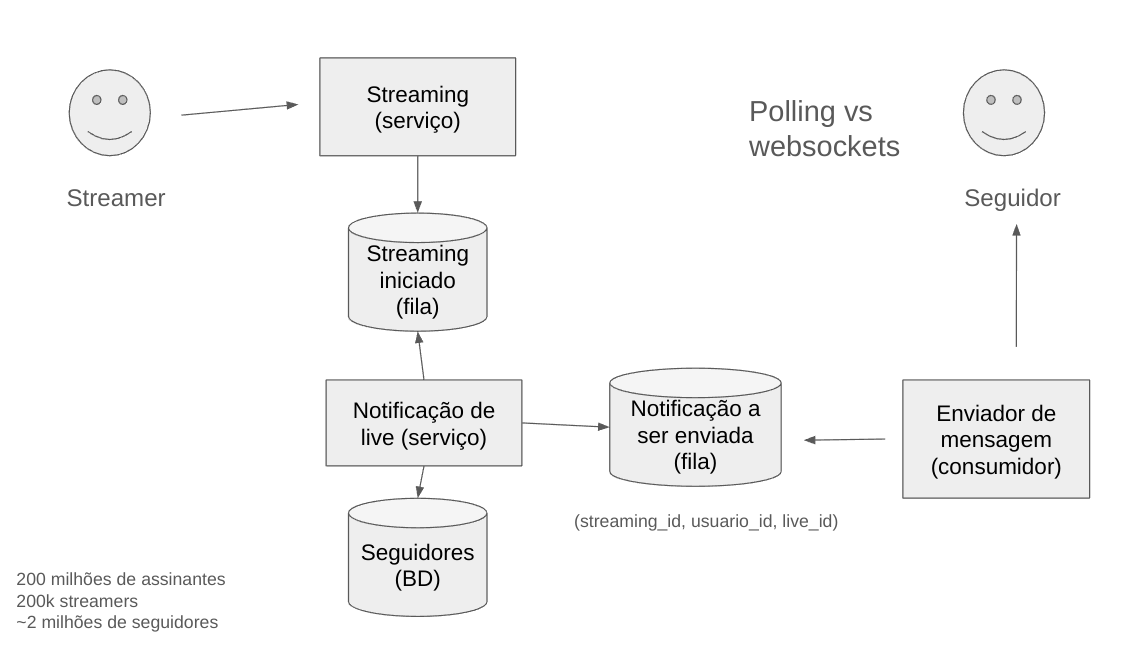 Streaming
(serviço)
Polling vs
websockets
Streamer
Seguidor
Streaming
iniciado
(fila)
Notificação de
live (serviço)
Notificação a
ser enviada
(fila)
Enviador de
mensagem
(consumidor)
(streaming_id, usuario_id, live_id)
Seguidores
(BD)
200 milhões de assinantes
200k streamers
~2 milhões de seguidores